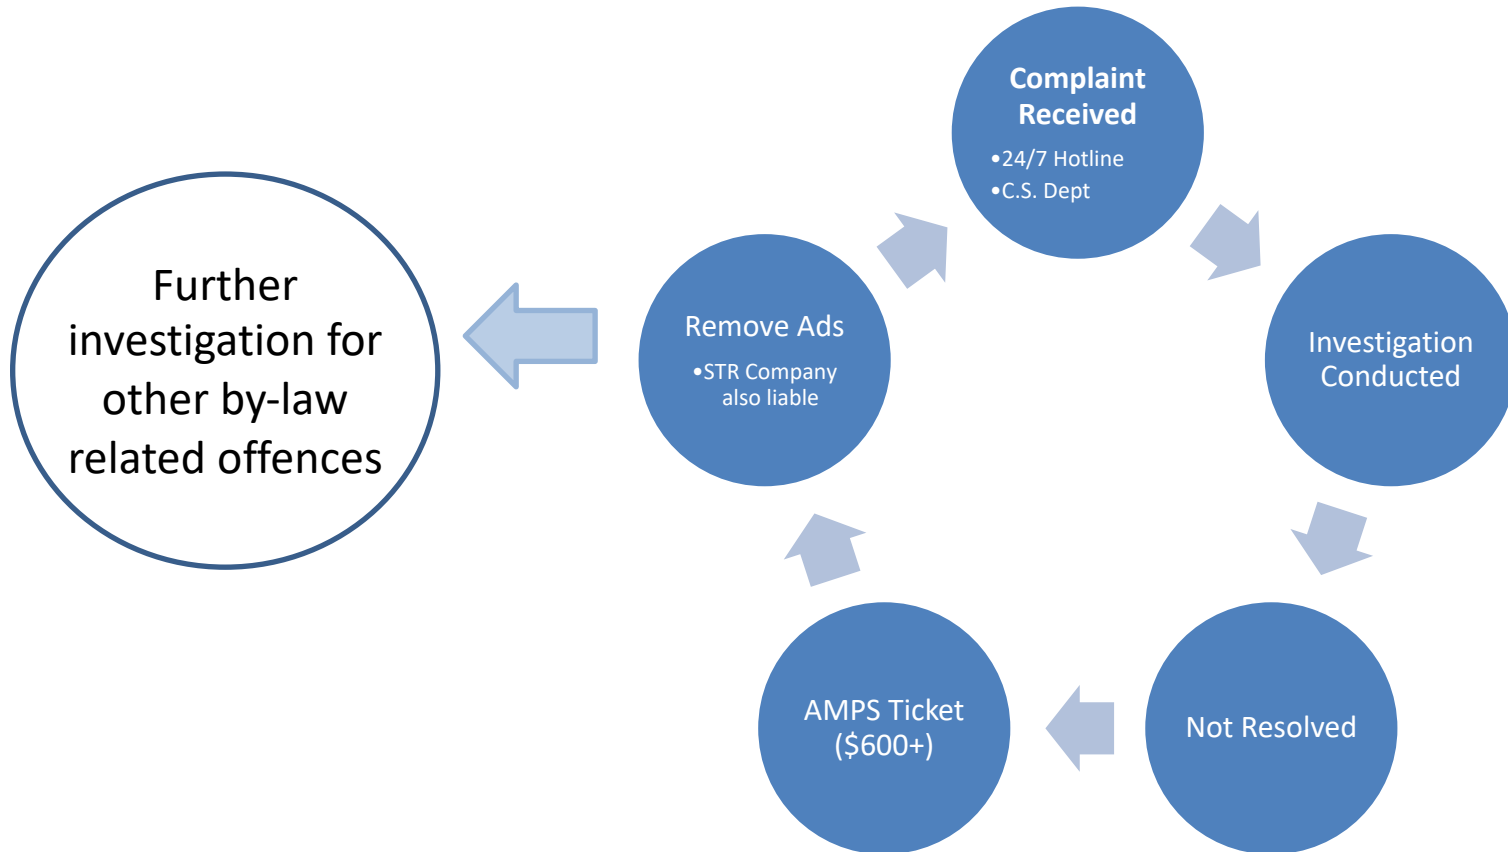 Complaint
Received
•24/7 Hotline
•C.S. Dept
Investigation
Conducted
Not Resolved
AMPS Ticket
($600+)
Remove Ads
•STR Company
also liable
Further
investigation for
other by-law
related offences